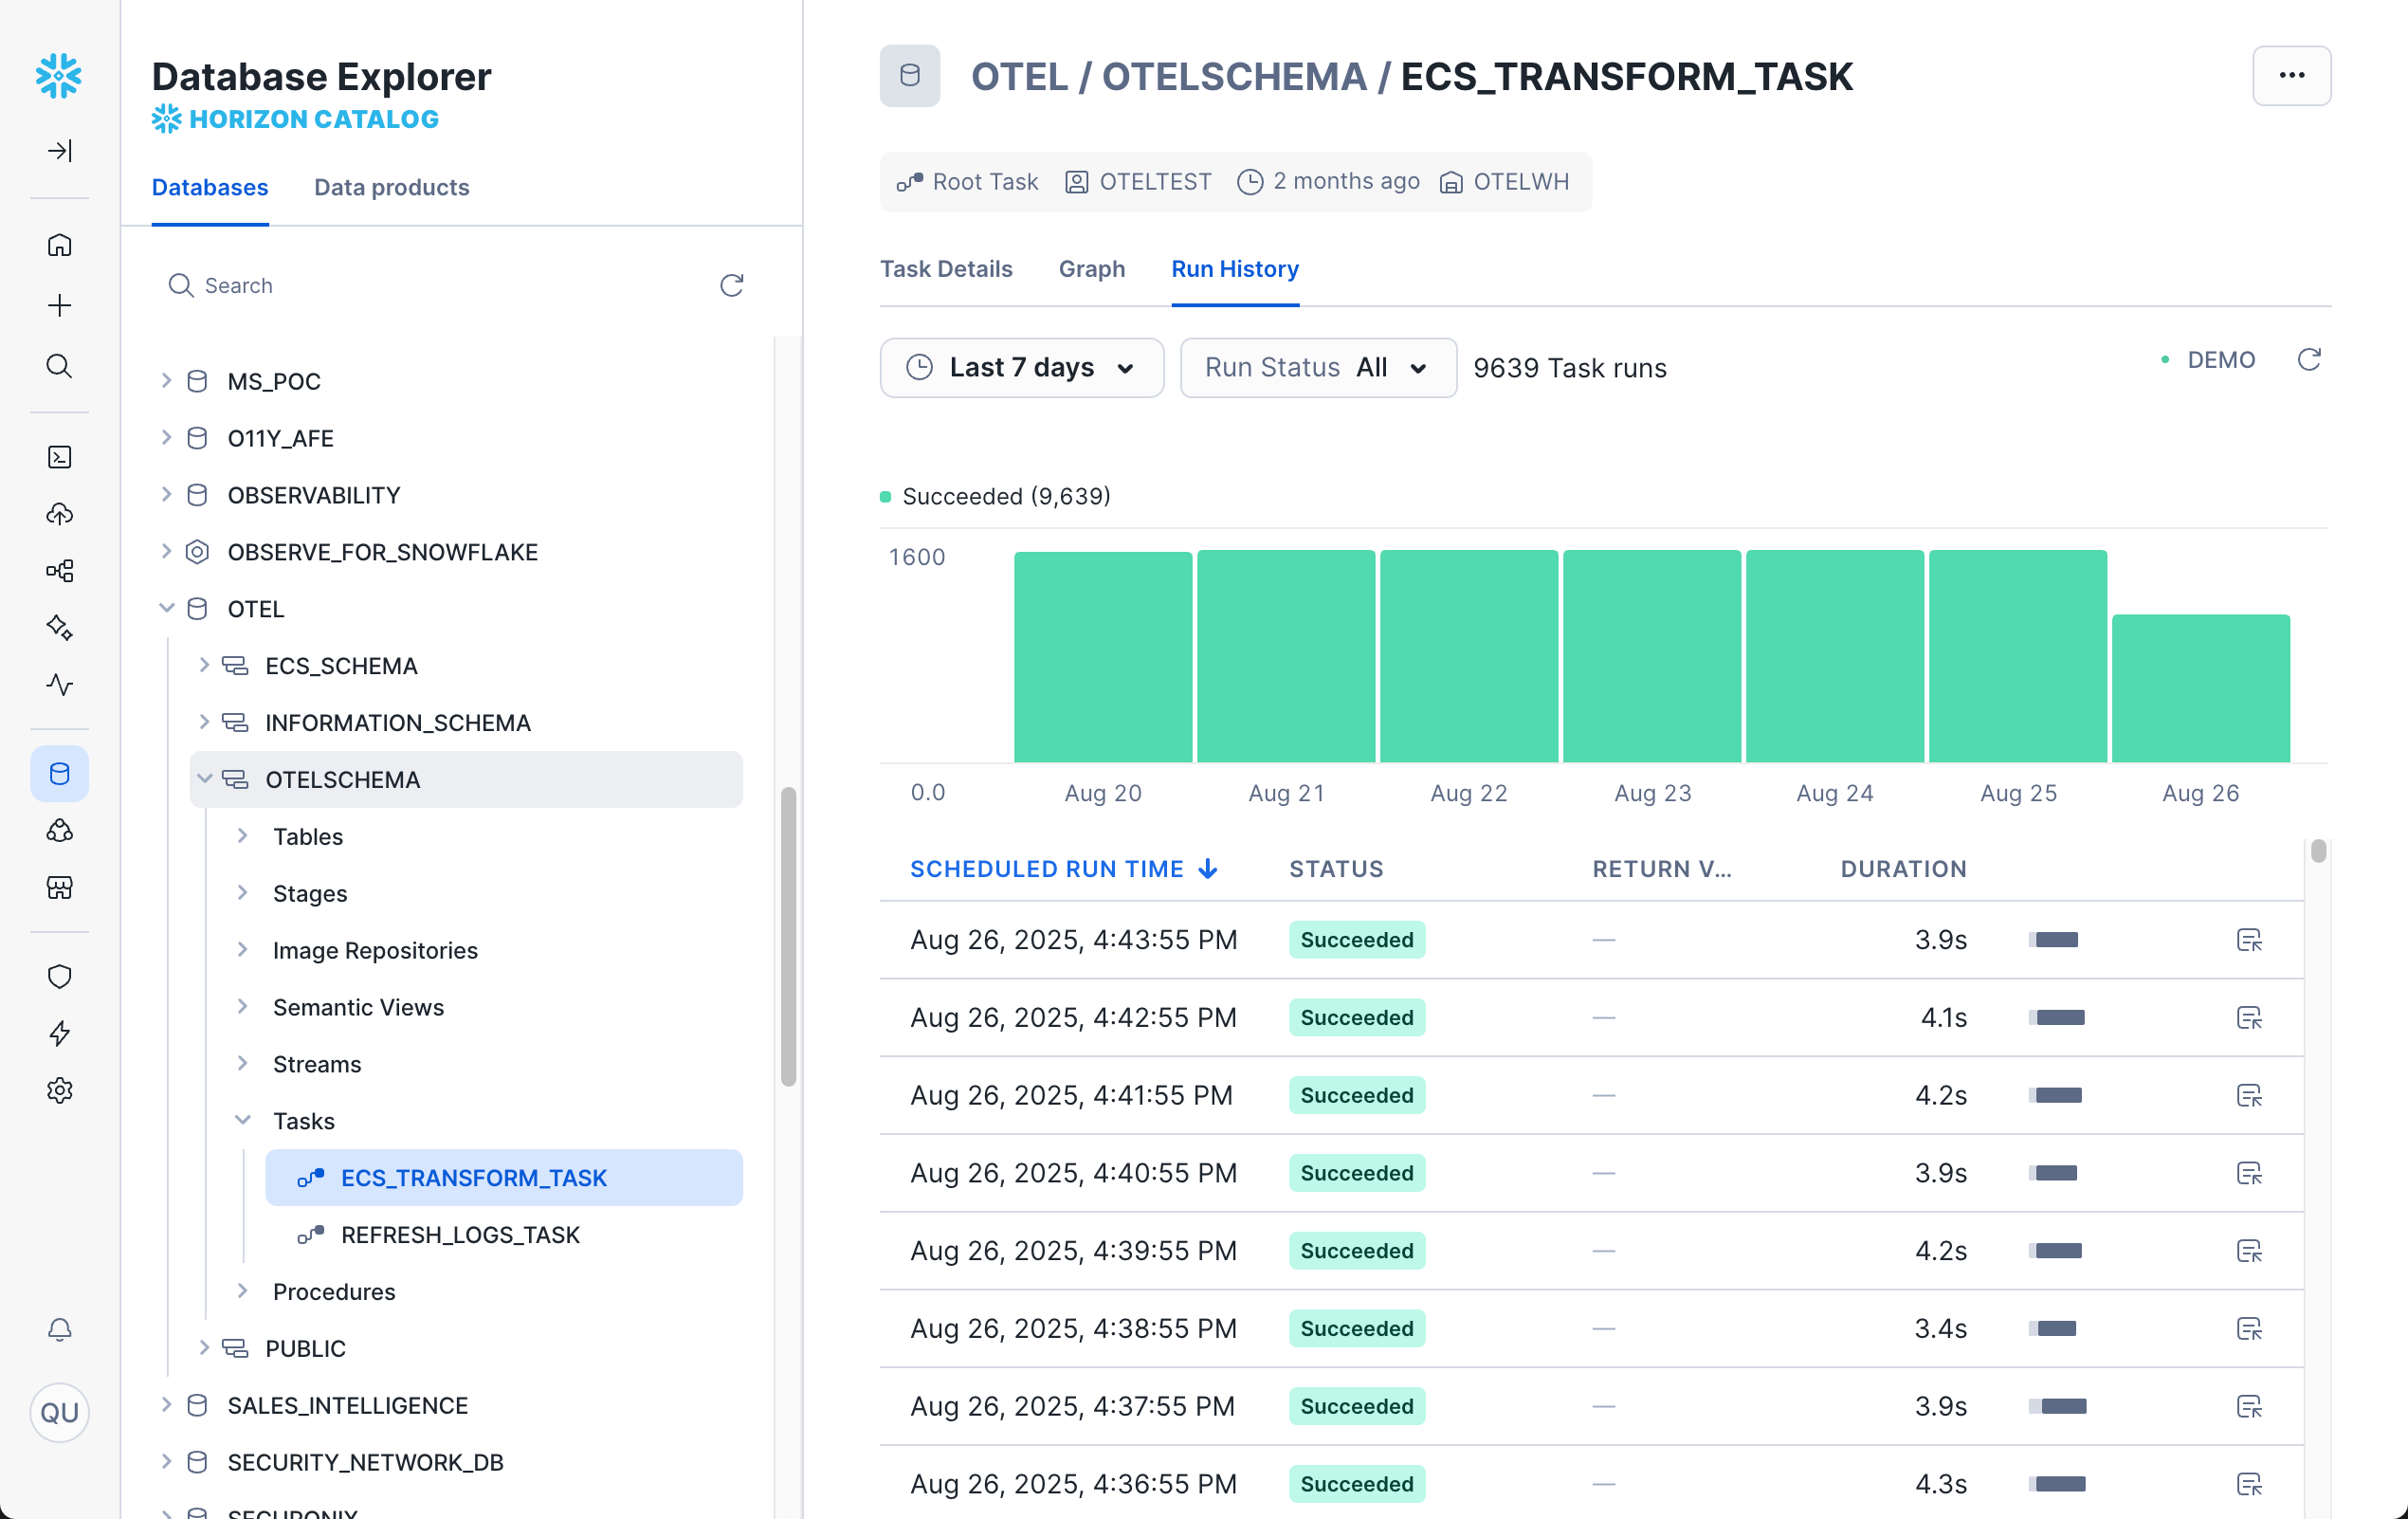 Database Explorer
HORIZON CATALOG
Databases
Data products
Search
MS_POC
O11Y_AFE
OBSERVABILITY
OBSERVE_FOR_SNOWFLAKE
OTEL
ECS_SCHEMA
INFORMATION_SCHEMA
OTELSCHEMA
Tables
Stages
Image Repositories
Semantic Views
Streams
Tasks
ECS_TRANSFORM_TASK
REFRESH_LOGS_TASK
Procedures
PUBLIC
SALES_INTELLIGENCE
SECURITY_NETWORK_DB
SECURONIX
QU
OTEL / OTELSCHEMA / ECS_TRANSFORM_TASK
Root Task OTELTEST 2 months ago OTELWH
Task Details Graph Run History
Last 7 days Run Status All 9639 Task runs DEMO
Succeeded (9,639)
1600
0.0 Aug 20 Aug 21 Aug 22 Aug 23 Aug 24 Aug 25 Aug 26
SCHEDULED RUN TIME STATUS RETURN V... DURATION
Aug 26, 2025, 4:43:55 PM Succeeded — 3.9s
Aug 26, 2025, 4:42:55 PM Succeeded — 4.1s
Aug 26, 2025, 4:41:55 PM Succeeded — 4.2s
Aug 26, 2025, 4:40:55 PM Succeeded — 3.9s
Aug 26, 2025, 4:39:55 PM Succeeded — 4.2s
Aug 26, 2025, 4:38:55 PM Succeeded — 3.4s
Aug 26, 2025, 4:37:55 PM Succeeded — 3.9s
Aug 26, 2025, 4:36:55 PM Succeeded — 4.3s